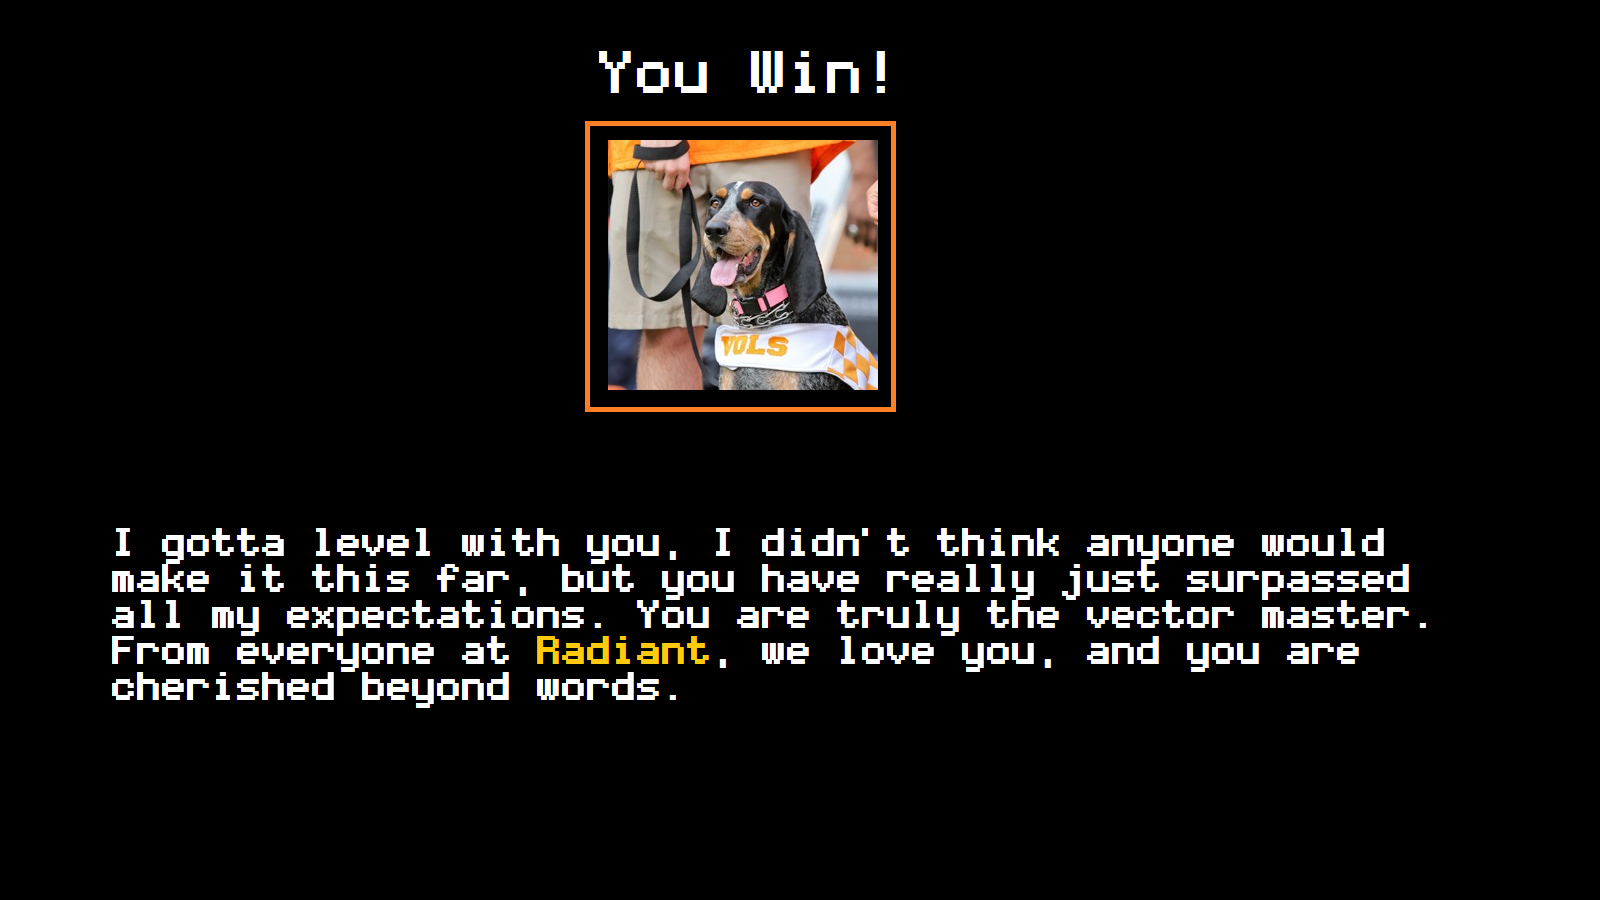 You Win!
VOLS
I gotta level with you, I didn't think anyone would
make it this far, but you have really just surpassed
all my expectations. You are truly the vector master.
From everyone at Radiant, we love you, and you are
cherished beyond words.